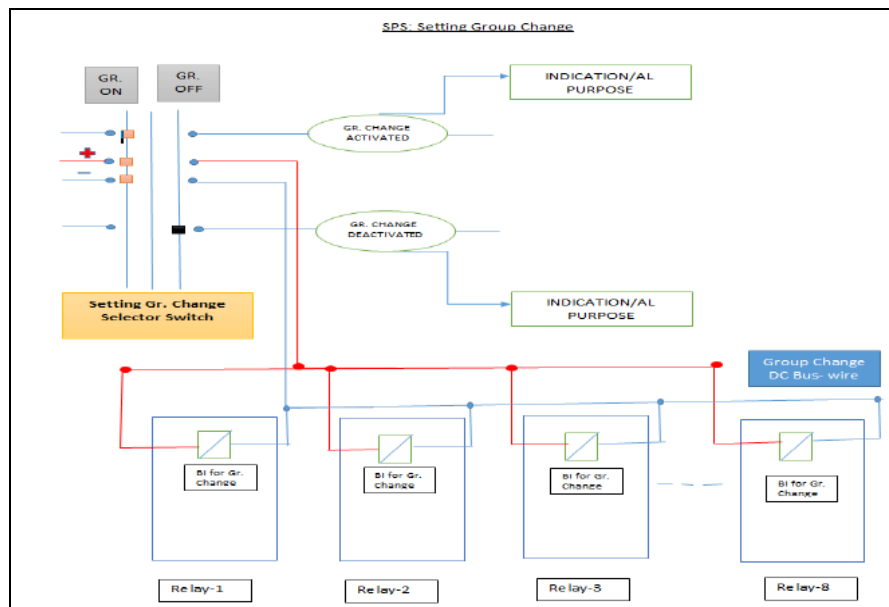 SPS: Setting Group Change
GR.
ON
GR.
OFF
INDICATION/AL
PURPOSE
GR. CHANGE
ACTIVATED
+
–
GR. CHANGE
DEACTIVATED
Setting Gr. Change
Selector Switch
INDICATION/AL
PURPOSE
Group Change
DC Bus- wire
BI for Gr.
Change
BI for Gr.
Change
BI for Gr.
Change
BI for Gr.
Change
Relay-1
Relay-2
Relay-3
Relay-8